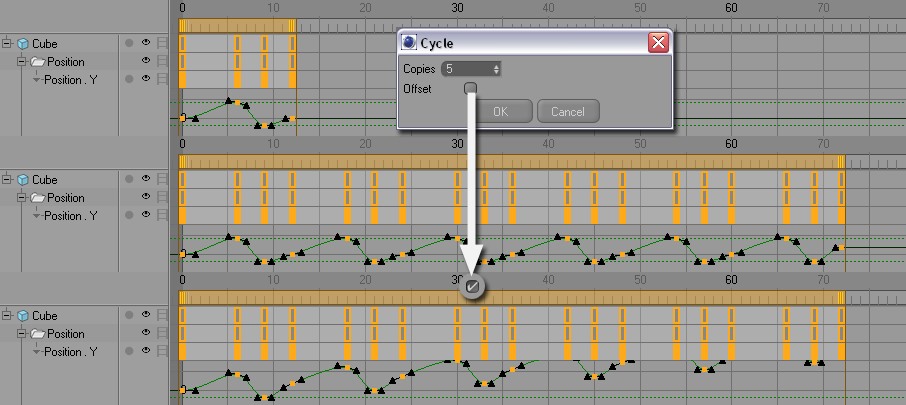 0 10 20 30 40 50 60 70
Cycle
Cube
Position
Position . Y
Copies 5
Offset
OK Cancel
0 10 20 30 40 50 60 70
Cube
Position
Position . Y
0 10 20 30 40 50 60 70
Cube
Position
Position . Y